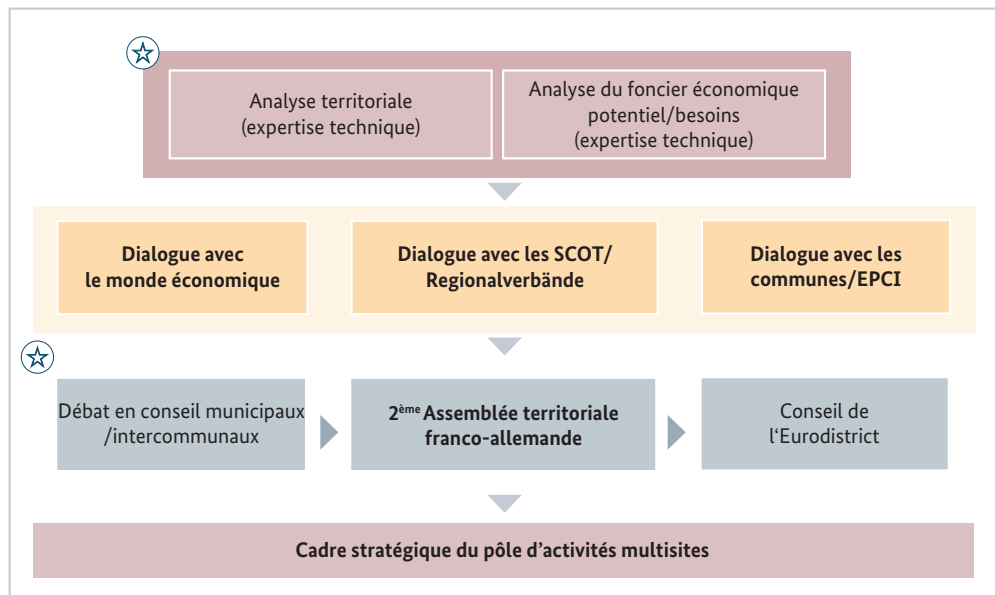 Analyse territoriale
(expertise technique)
Analyse du foncier économique
potentiel/besoins
(expertise technique)
Dialogue avec
le monde économique
Dialogue avec les SCOT/
Regionalverbände
Dialogue avec les
communes/EPCI
Débat en conseil municipaux
/intercommunaux
2ème Assemblée territoriale
franco-allemande
Conseil de
l‘Eurodistrict
Cadre stratégique du pôle d’activités multisites